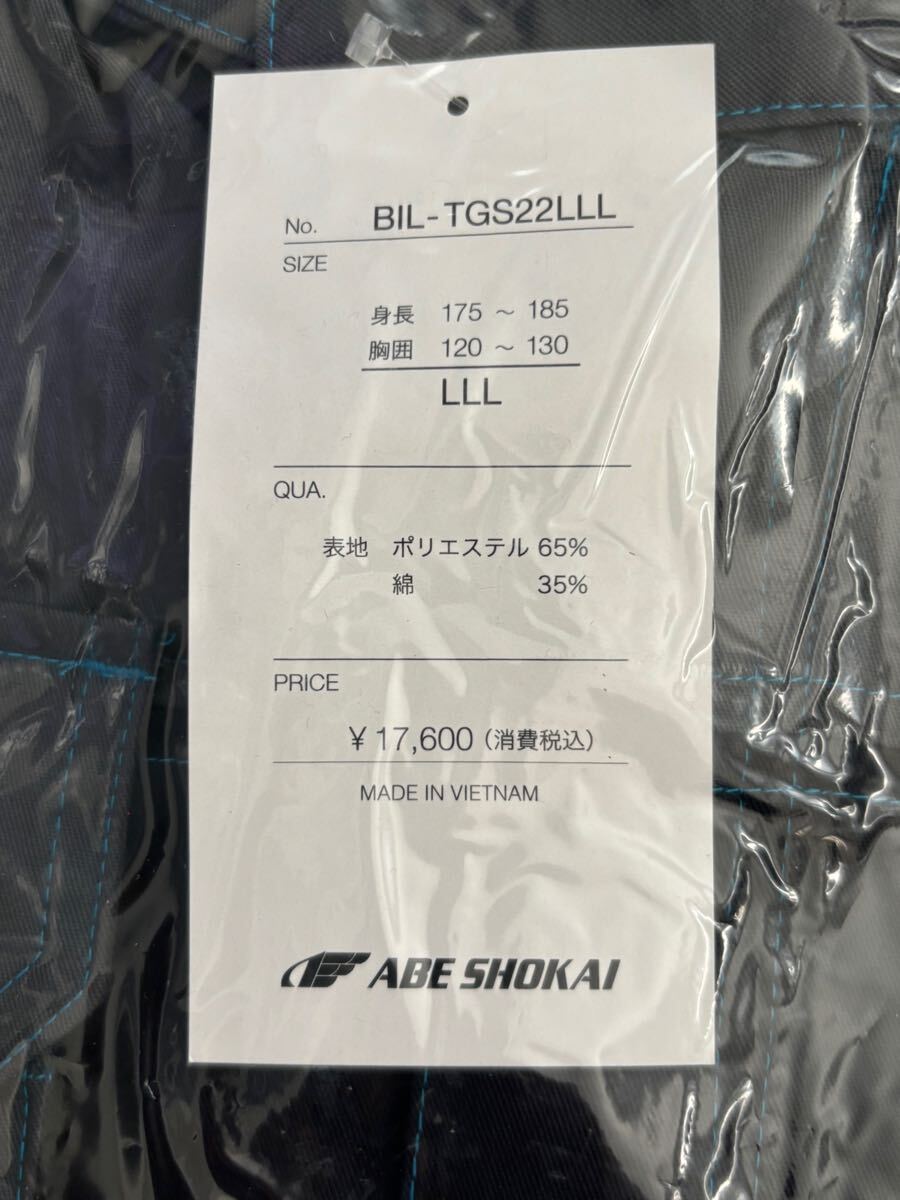 No. BIL-TGS22LLL
SIZE
身長 175 ～ 185
胸囲 120 ～ 130
LLL
QUA.
表地 ポリエステル 65%
綿 35%
PRICE
¥ 17,600 (消費税込)
MADE IN VIETNAM
ABE SHOKAI